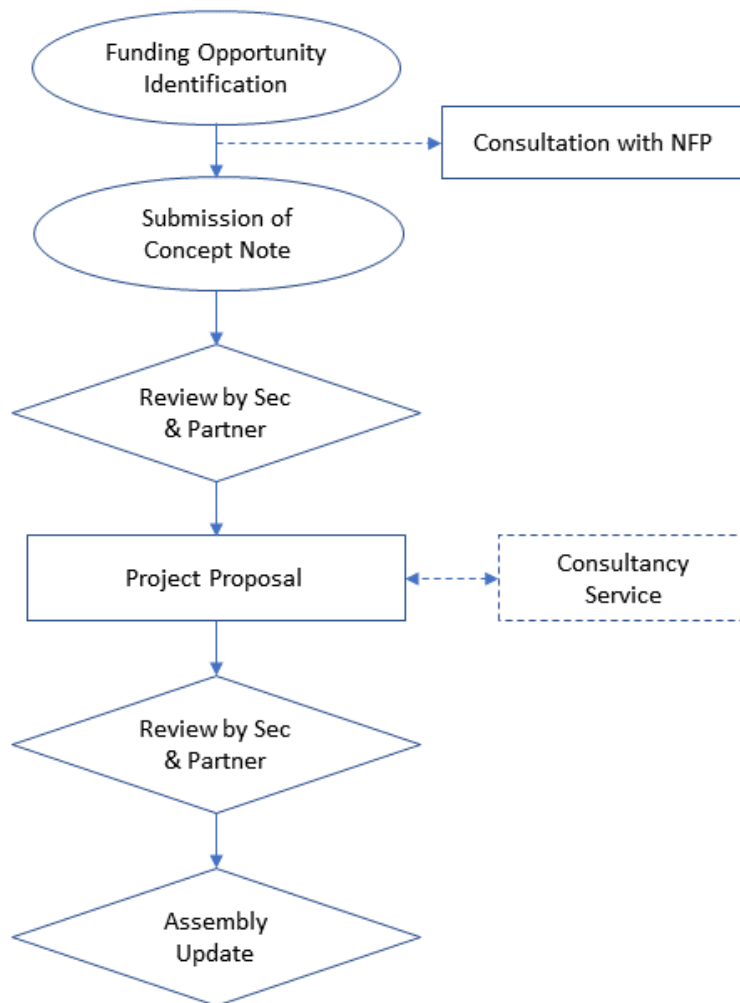 Funding Opportunity
Identification
Consultation with NFP
Submission of
Concept Note
Review by Sec
& Partner
Project Proposal
Consultancy
Service
Review by Sec
& Partner
Assembly
Update